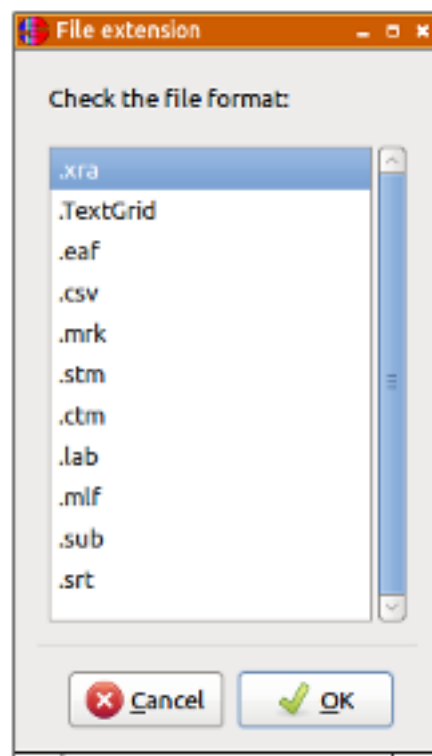 File extension
Check the file format:
.xra
.TextGrid
.eaf
.csv
.mrk
.stm
.ctm
.lab
.mlf
.sub
.srt
Cancel OK